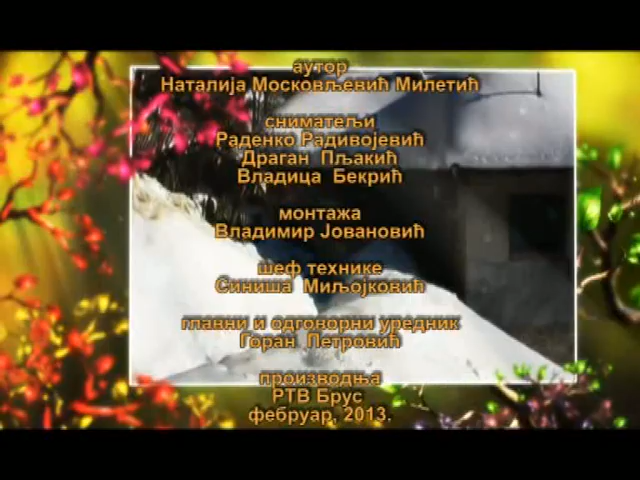 аутор
Наталија Московљевић Милетић
сниматељи
Раденко Радивојевић
Драган Пљакић
Владица Бекрић
монтажа
Владимир Јовановић
шеф технике
Синиша Миљојковић
главни и одговорни уредник
Горан Петровић
производња
РТВ Брус
фебруар, 2013.